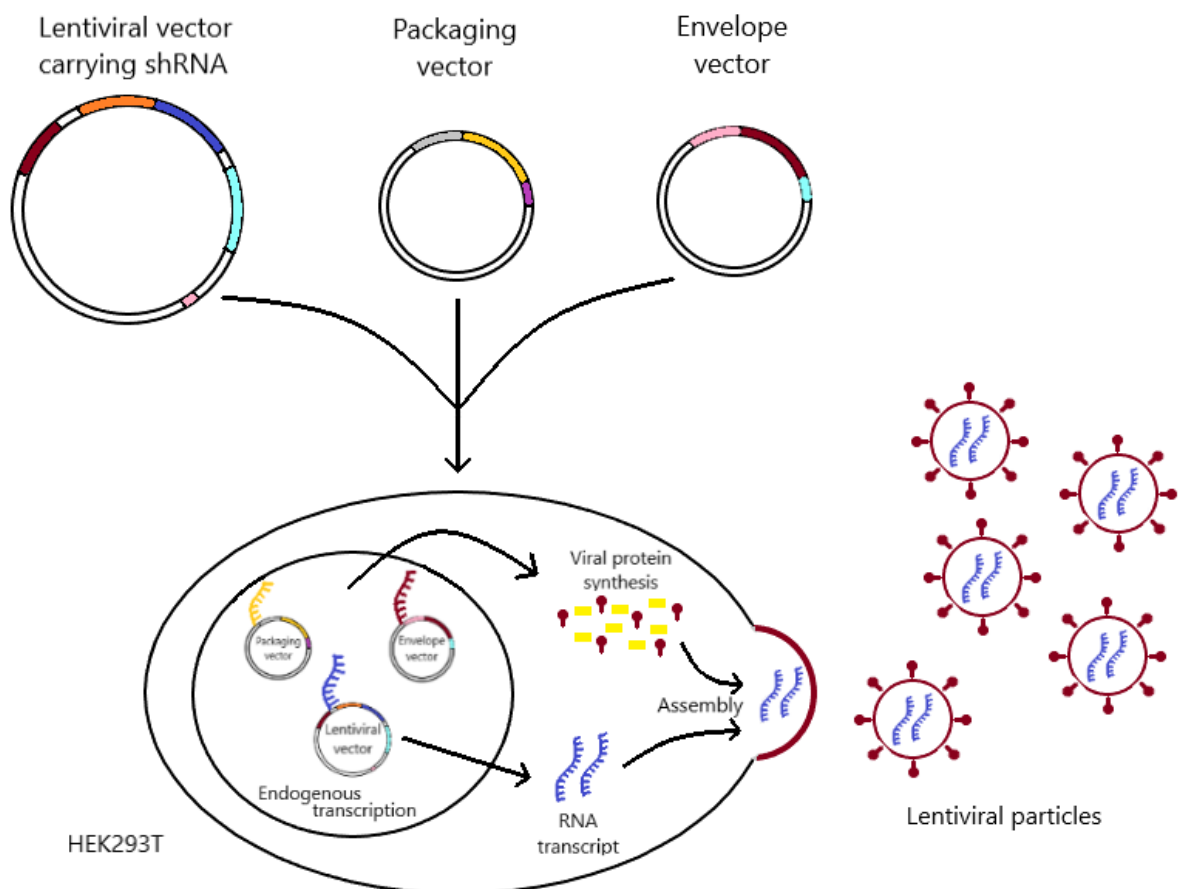 Lentiviral vector
carrying shRNA
Packaging
vector
Envelope
vector
Viral protein
synthesis
Packaging
vector
Envelope
vector
Lentiviral
vector
Assembly
Endogenous
transcription
RNA
transcript
HEK293T
Lentiviral particles